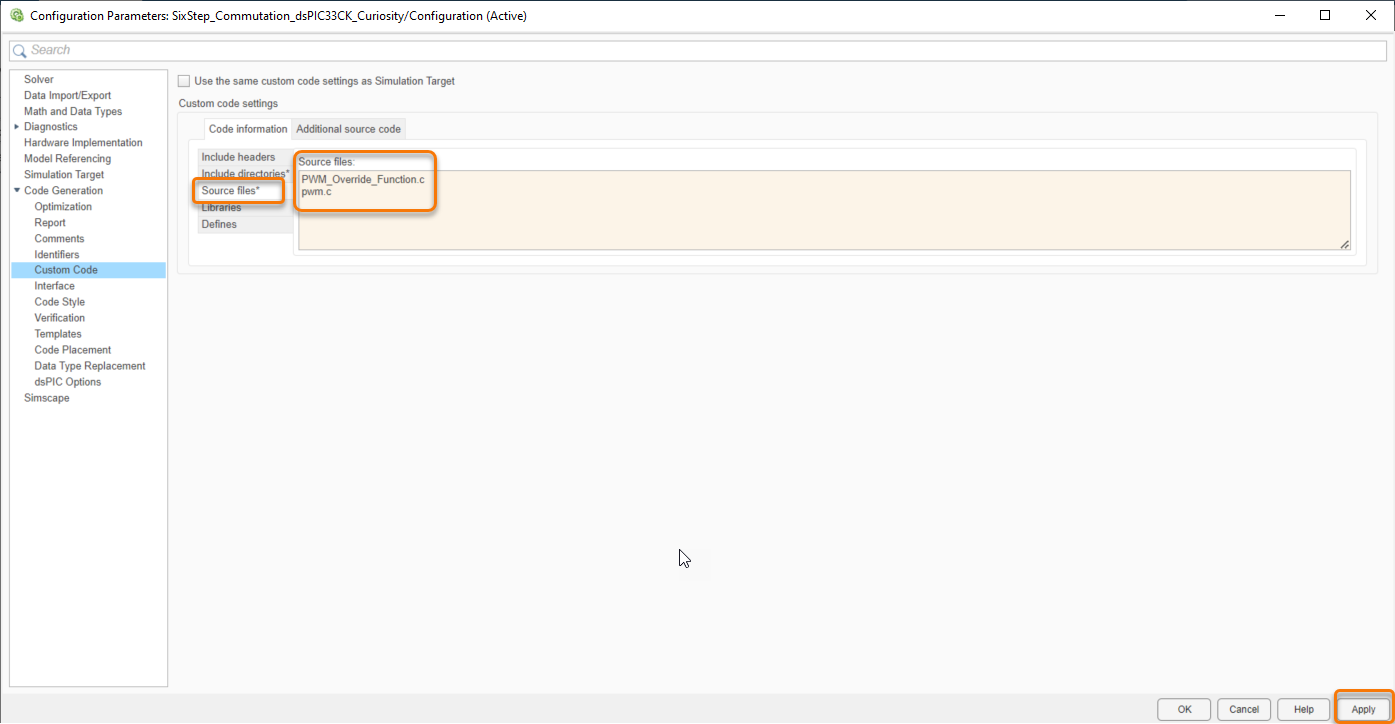 Configuration Parameters: SixStep_Commutation_dsPIC33CK_Curiosity/Configuration (Active)
Search
Solver
Data Import/Export
Math and Data Types
Diagnostics
Hardware Implementation
Model Referencing
Simulation Target
Code Generation
Optimization
Report
Comments
Identifiers
Custom Code
Interface
Code Style
Verification
Templates
Code Placement
Data Type Replacement
dsPIC Options
Simscape
Use the same custom code settings as Simulation Target
Custom code settings
Code information
Additional source code
Include headers
Include directories*
Source files*
Libraries
Defines
Source files:
PWM_Override_Function.c
pwm.c
OK
Cancel
Help
Apply